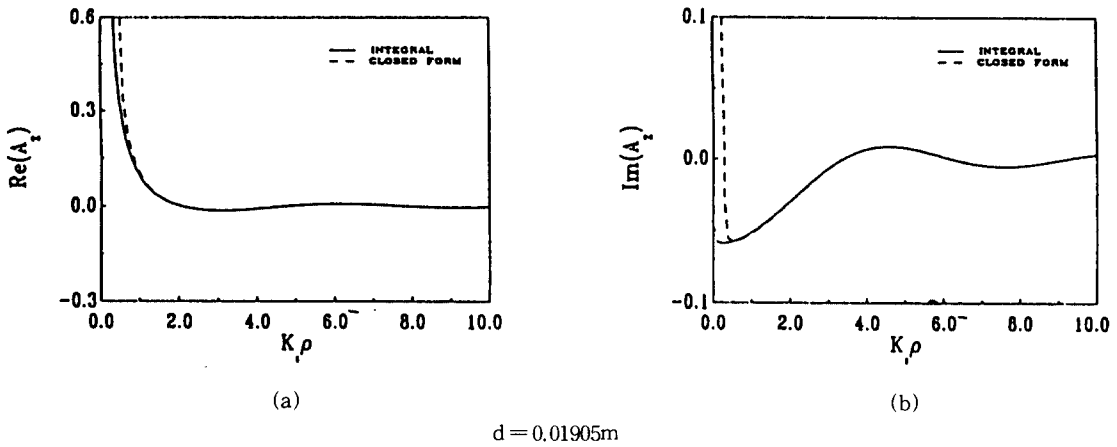 0.6
0.3
0.0
-0.3
Re(A_z)
0.0 2.0 4.0 6.0 8.0 10.0
K,ρ
INTEGRAL
CLOSED FORM
(a)
0.1
0.0
-0.1
Im(A_z)
0.0 2.0 4.0 6.0 8.0 10.0
K,ρ
INTEGRAL
CLOSED FORM
(b)
d=0.01905m